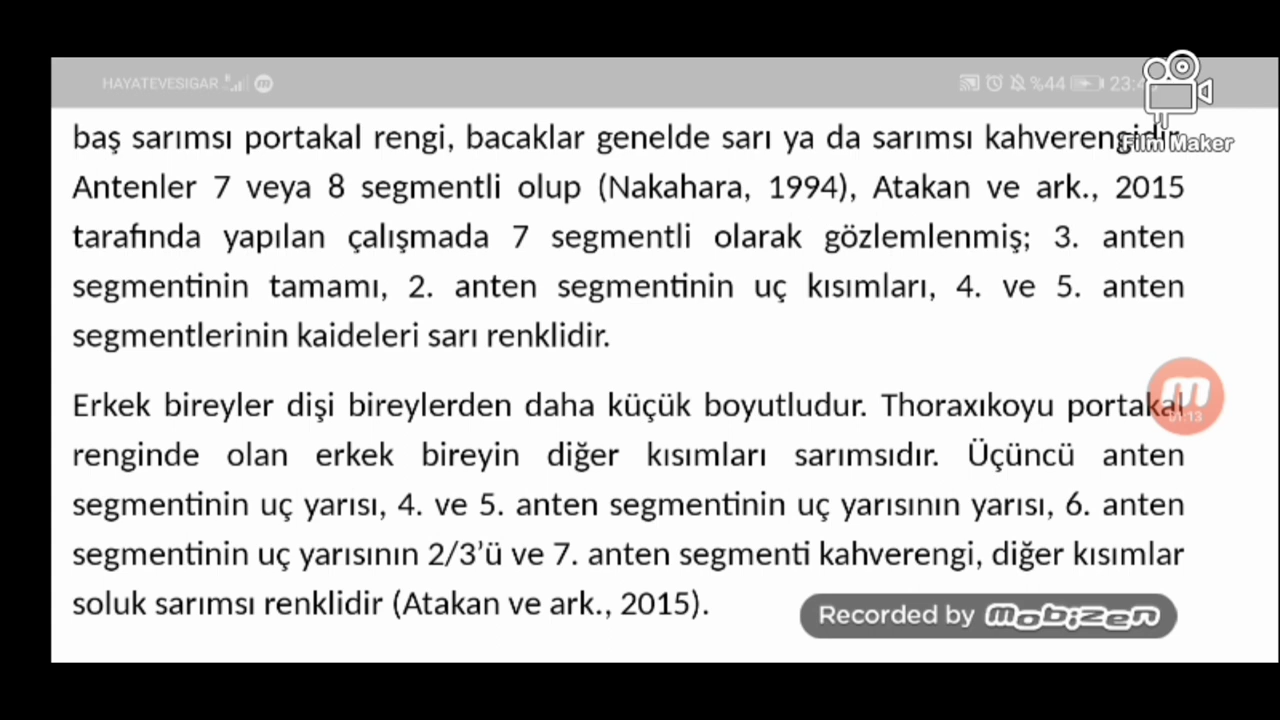 HAYATEVESIGAR
%44
Film Maker
baş sarımsı portakal rengi, bacaklar genelde sarı ya da sarımsı kahverengidir.
Antenler 7 veya 8 segmentli olup (Nakahara, 1994), Atakan ve ark., 2015
tarafında yapılan çalışmada 7 segmentli olarak gözlemlenmiş; 3. anten
segmentinin tamamı, 2. anten segmentinin uç kısımları, 4. ve 5. anten
segmentlerinin kaideleri sarı renklidir.
Erkek bireyler dişi bireylerden daha küçük boyutludur. Thoraxıkoyu portakal
renginde olan erkek bireyin diğer kısımları sarımsıdır. Üçüncü anten
segmentinin uç yarısı, 4. ve 5. anten segmentinin uç yarısının yarısı, 6. anten
segmentinin uç yarısının 2/3’ü ve 7. anten segmenti kahverengi, diğer kısımlar
soluk sarımsı renklidir (Atakan ve ark., 2015).
01:13
Recorded by mobizen